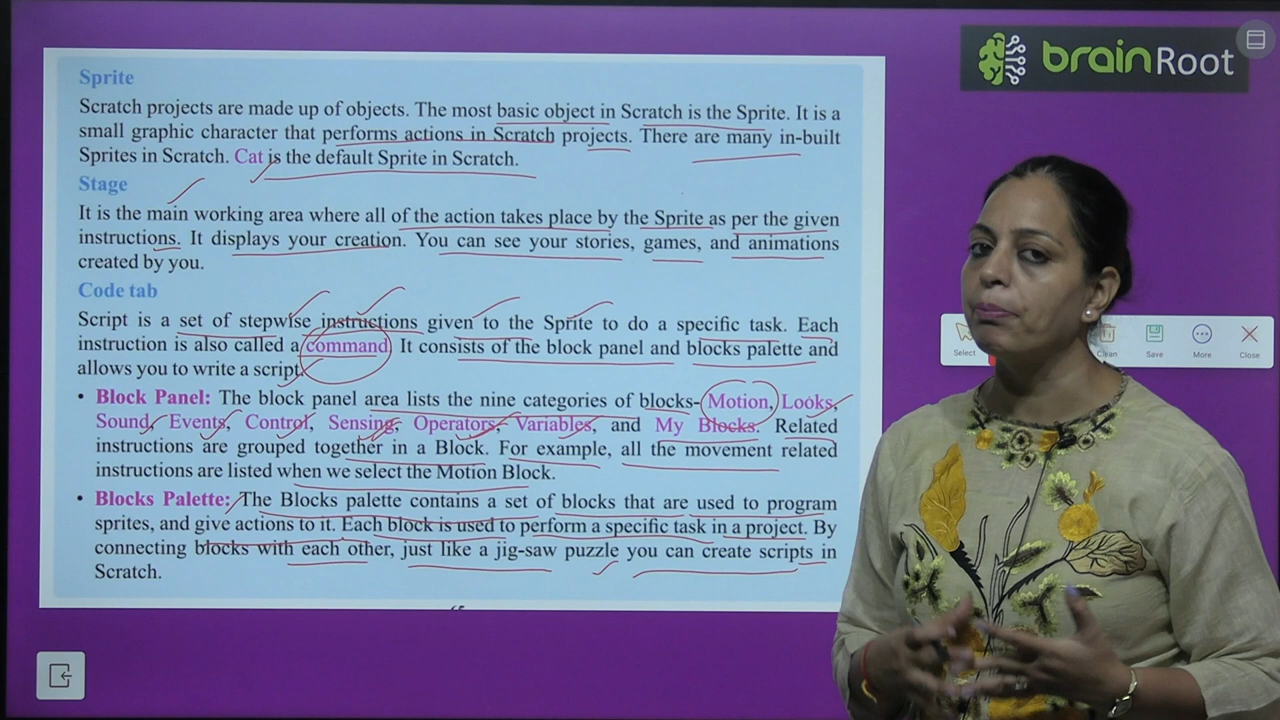 brainRoot
Sprite
Scratch projects are made up of objects. The most basic object in Scratch is the Sprite. It is a
small graphic character that performs actions in Scratch projects. There are many in-built
Sprites in Scratch. Cat is the default Sprite in Scratch.
Stage
It is the main working area where all of the action takes place by the Sprite as per the given
instructions. It displays your creation. You can see your stories, games, and animations
created by you.
Code tab
Script is a set of stepwise instructions given to the Sprite to do a specific task. Each
instruction is also called a command. It consists of the block panel and blocks palette and
allows you to write a script.
• Block Panel: The block panel area lists the nine categories of blocks- Motion, Looks,
Sound, Events, Control, Sensing, Operators, Variables, and My Blocks. Related
instructions are grouped together in a Block. For example, all the movement related
instructions are listed when we select the Motion Block.
• Blocks Palette: The Blocks palette contains a set of blocks that are used to program
sprites, and give actions to it. Each block is used to perform a specific task in a project. By
connecting blocks with each other, just like a jig-saw puzzle you can create scripts in
Scratch.
Select Clean Save More Close